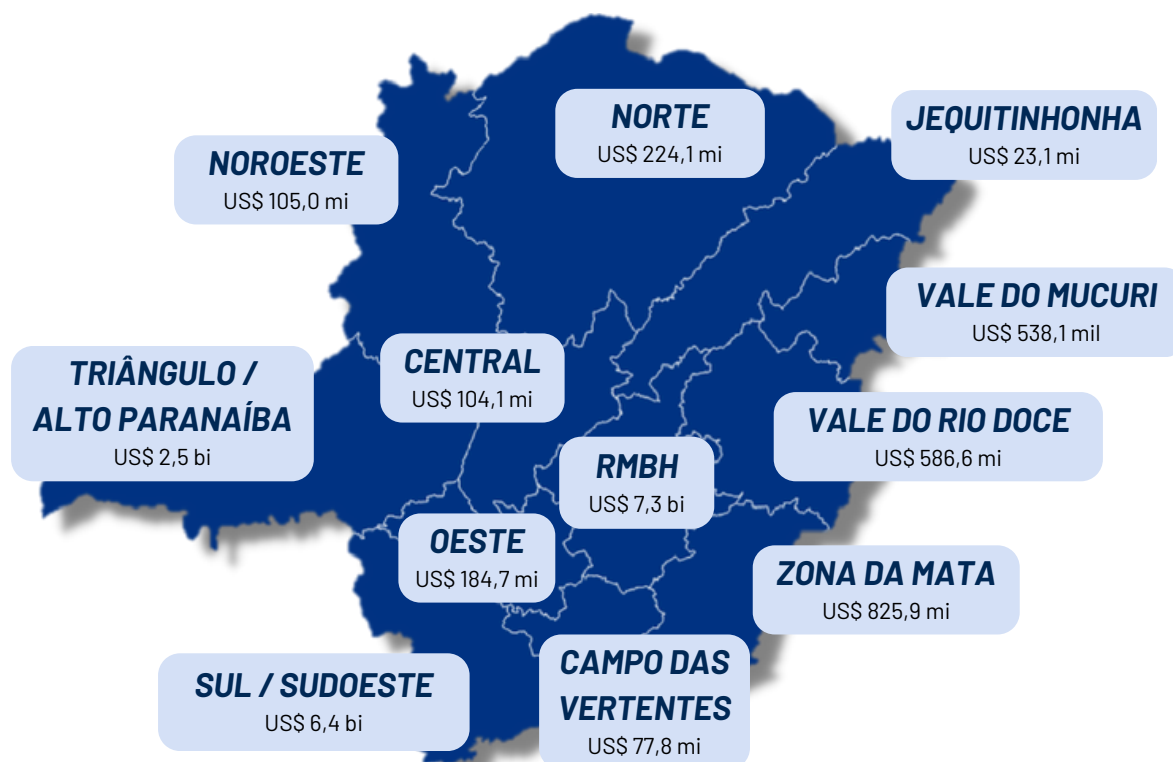 NORTE
US$ 224,1 mi
JEQUITINHONHA
US$ 23,1 mi
NOROESTE
US$ 105,0 mi
VALE DO MUCURI
US$ 538,1 mil
TRIÂNGULO /
ALTO PARANAÍBA
US$ 2,5 bi
CENTRAL
US$ 104,1 mi
VALE DO RIO DOCE
US$ 586,6 mi
RMBH
US$ 7,3 bi
OESTE
US$ 184,7 mi
ZONA DA MATA
US$ 825,9 mi
SUL / SUDOESTE
US$ 6,4 bi
CAMPO DAS
VERTENTES
US$ 77,8 mi